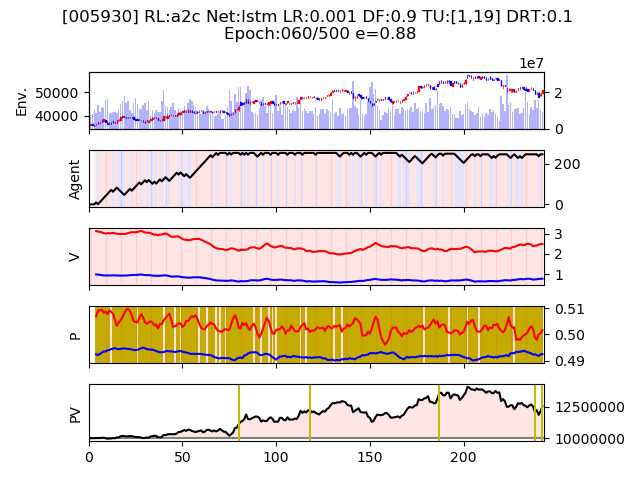 [005930] RL:a2c Net:lstm LR:0.001 DF:0.9 TU:[1,19] DRT:0.1
Epoch:060/500 e=0.88
1e7
Env.
50000
40000
2
0
Agent
200
0
V
3
2
1
P
0.51
0.50
0.49
PV
12500000
10000000
0 50 100 150 200